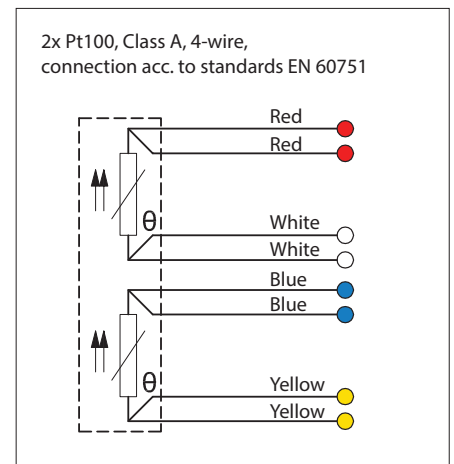 2x Pt100, Class A, 4-wire,
connection acc. to standards EN 60751
Red
Red
θ
White
White
Blue
Blue
θ
Yellow
Yellow